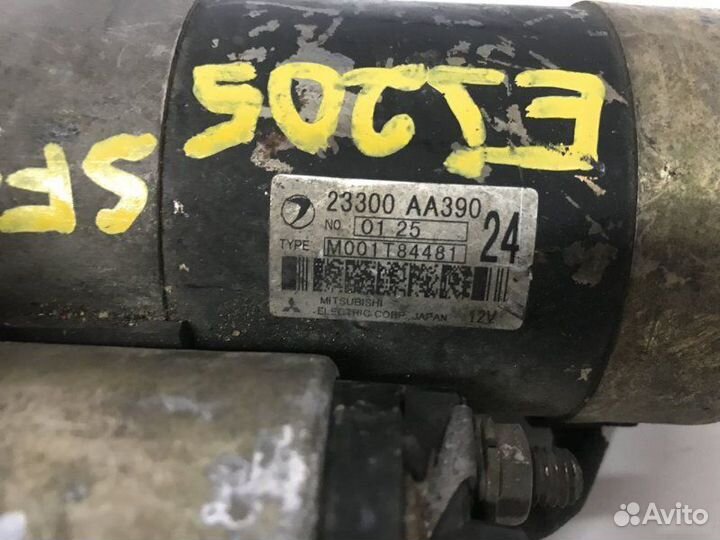 EJ205
SF
23300 AA390
NO 01 25
TYPE M001T84481
24
MITSUBISHI
ELECTRIC CORP. JAPAN 12V
Avito